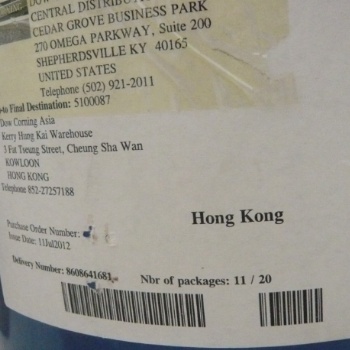 CENTRAL DISTRIBUT
CEDAR GROVE BUSINESS PARK
270 OMEGA PARKWAY, Suite 200
SHEPHERDSVILLE KY 40165
UNITED STATES
Telephone (502) 921-2011
to Final Destination: 5100087
Dow Corning Asia
Kerry Hung Kai Warehouse
3 Fat Tseung Street, Cheung Sha Wan
KOWLOON
HONG KONG
Telephone 852-27257188
Hong Kong
Purchase Order Number:
Issue Date: 11Jul2012
Delivery Number: 8608641681
Nbr of packages: 11 / 20